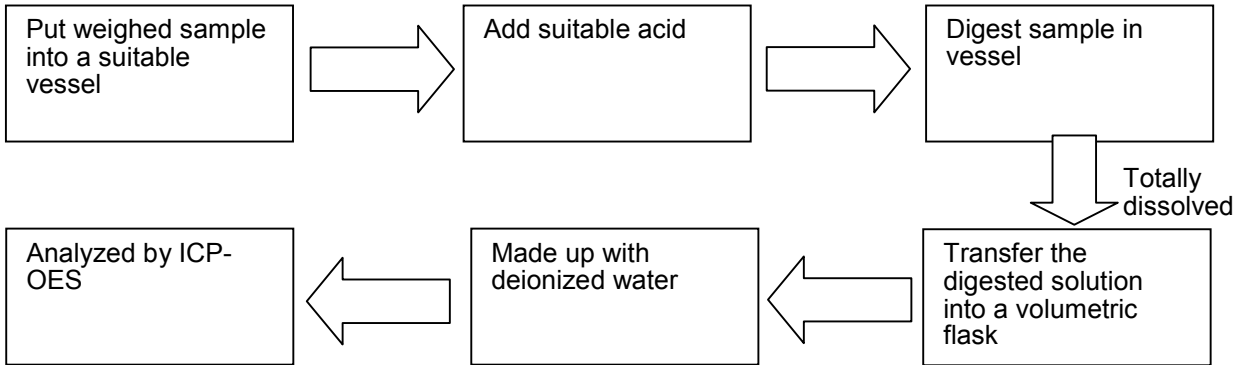 Put weighed sample
into a suitable
vessel
Add suitable acid
Digest sample in
vessel
Totally
dissolved
Transfer the
digested solution
into a volumetric
flask
Made up with
deionized water
Analyzed by ICP-
OES